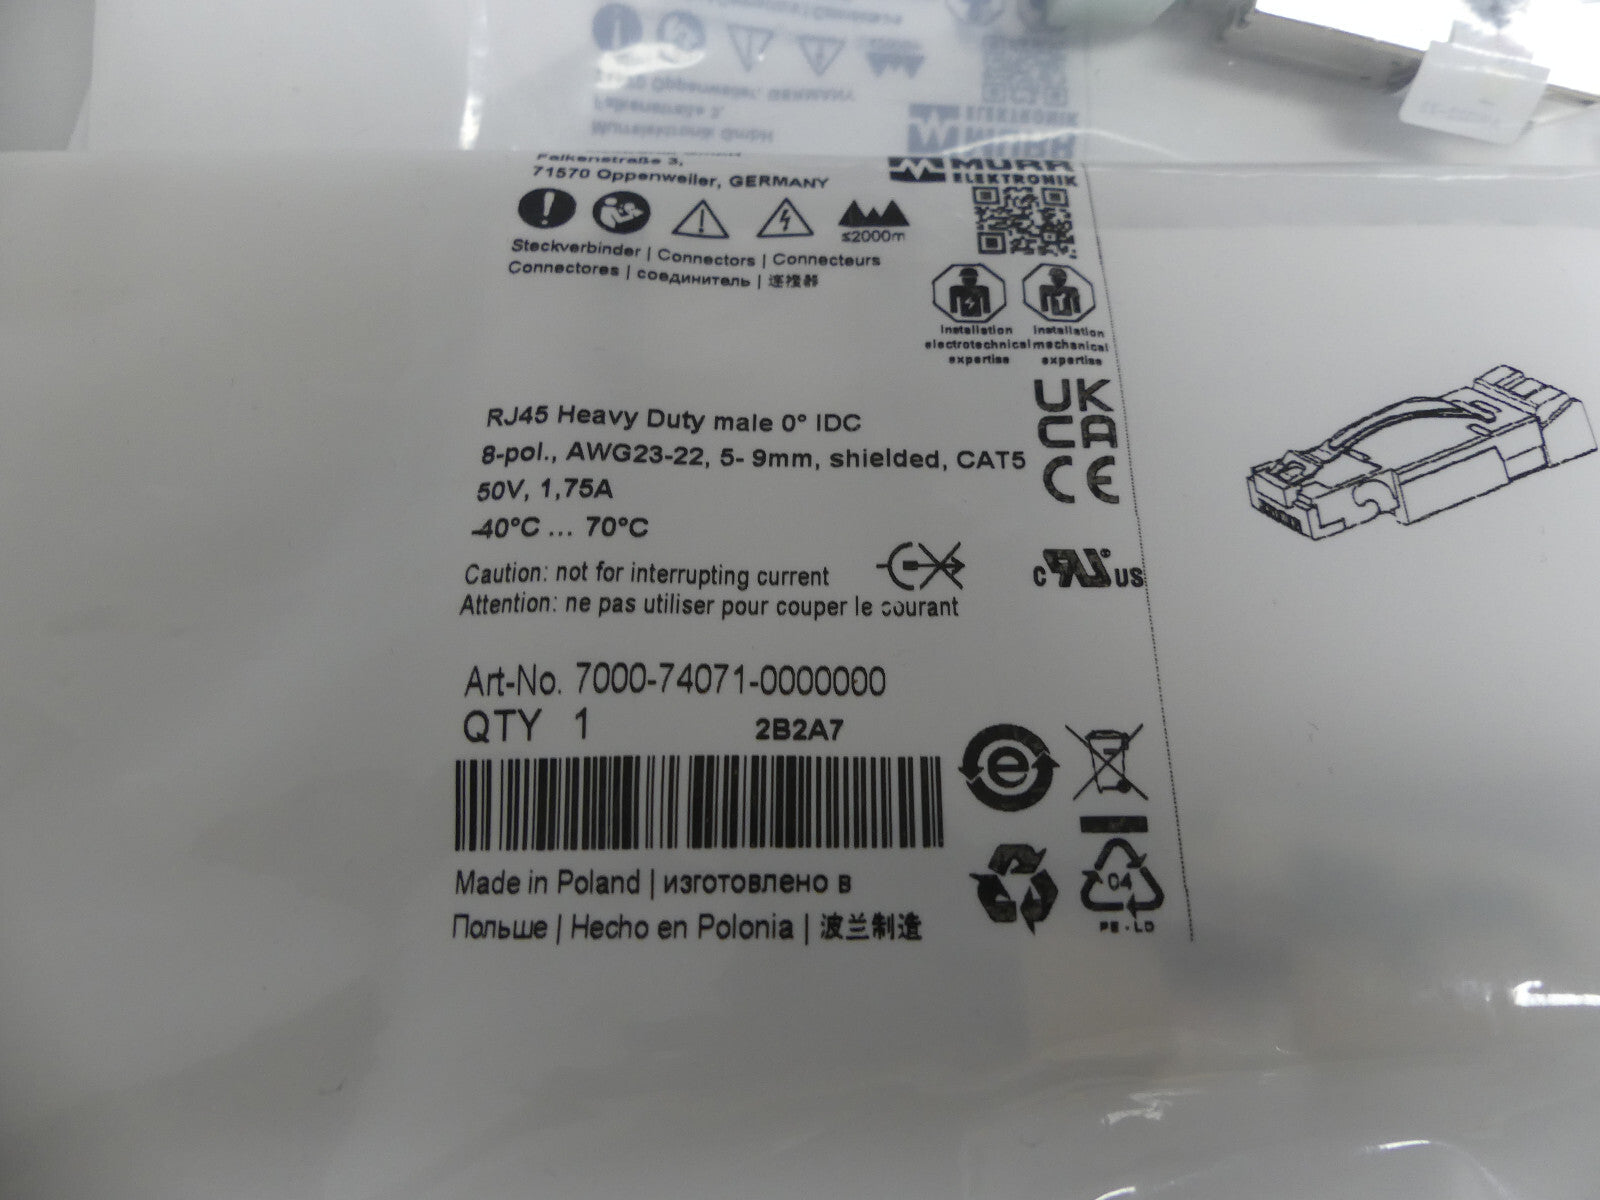 Falkenstraße 3,
71570 Oppenweiler, GERMANY
MURR
ELEKTRONIK
≤2000m
Steckverbinder | Connectors | Connecteurs
Connectores | соединитель | 连接器
Installation
electrotechnical
expertise
Installation
mechanical
expertise
RJ45 Heavy Duty male 0° IDC
8-pol., AWG23-22, 5- 9mm, shielded, CAT5
50V, 1,75A
-40°C ... 70°C
UK
CA
CE
Caution: not for interrupting current
Attention: ne pas utiliser pour couper le courant
c RU US
Art-No. 7000-74071-0000000
QTY 1
2B2A7
e
Made in Poland | изготовлено в
Польше | Hecho en Polonia | 波兰制造
04
PE-LD